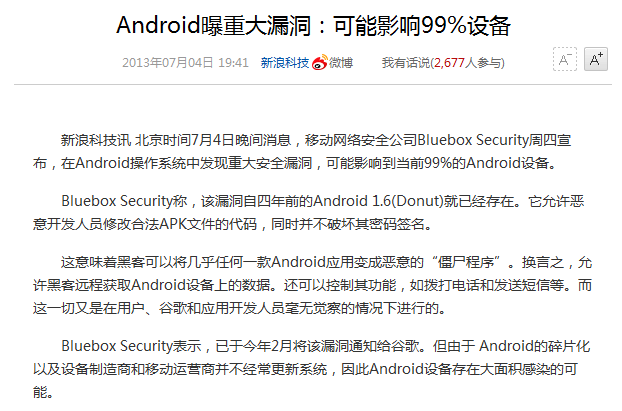 Android曝重大漏洞：可能影响99%设备
2013年07月04日 19:41 新浪科技 微博 我有话说(2,677人参与) A- A+
新浪科技讯 北京时间7月4日晚间消息，移动网络安全公司Bluebox Security周四宣
布，在Android操作系统中发现重大安全漏洞，可能影响到当前99%的Android设备。
Bluebox Security称，该漏洞自四年前的Android 1.6(Donut)就已经存在。它允许恶
意开发人员修改合法APK文件的代码，同时并不破坏其密码签名。
这意味着黑客可以将几乎任何一款Android应用变成恶意的“僵尸程序”。换言之，允
许黑客远程获取Android设备上的数据。还可以控制其功能，如拨打电话和发送短信等。而
这一切又是在用户、谷歌和应用开发人员毫无觉察的情况下进行的。
Bluebox Security表示，已于今年2月将该漏洞通知给谷歌。但由于 Android的碎片化
以及设备制造商和移动运营商并不经常更新系统，因此Android设备存在大面积感染的可
能。